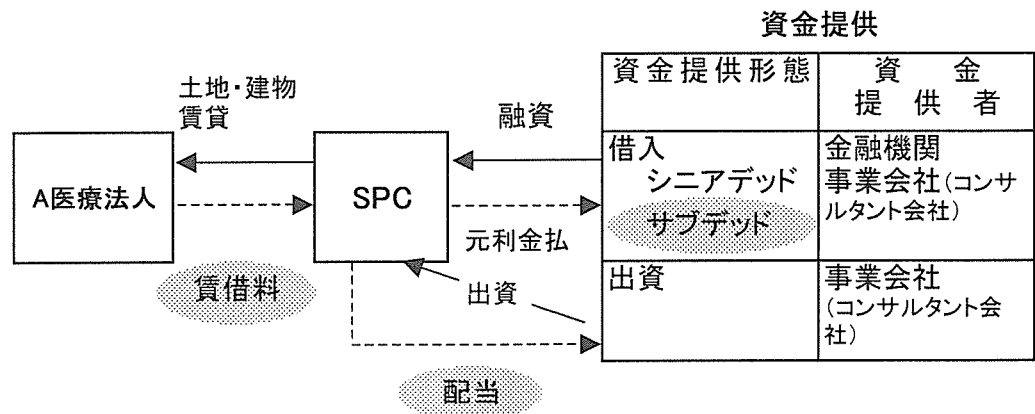 資金提供
資金提供形態
資金
提供者
土地・建物
賃貸
融資
借入
シニアデッド
サブデッド
金融機関
事業会社(コンサ
ルタント会社)
A医療法人
SPC
元利金払
賃借料
出資
出資
事業会社
(コンサルタント会
社)
配当